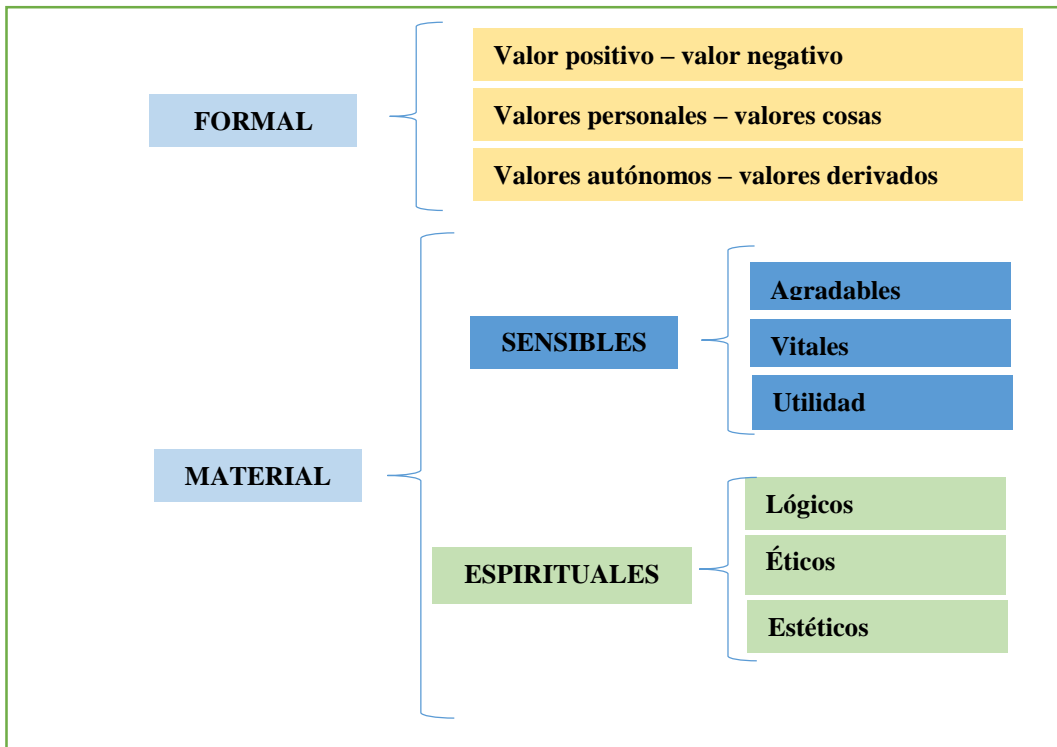 FORMAL
Valor positivo – valor negativo
Valores personales – valores cosas
Valores autónomos – valores derivados
MATERIAL
SENSIBLES
Agradables
Vitales
Utilidad
ESPIRITUALES
Lógicos
Éticos
Estéticos